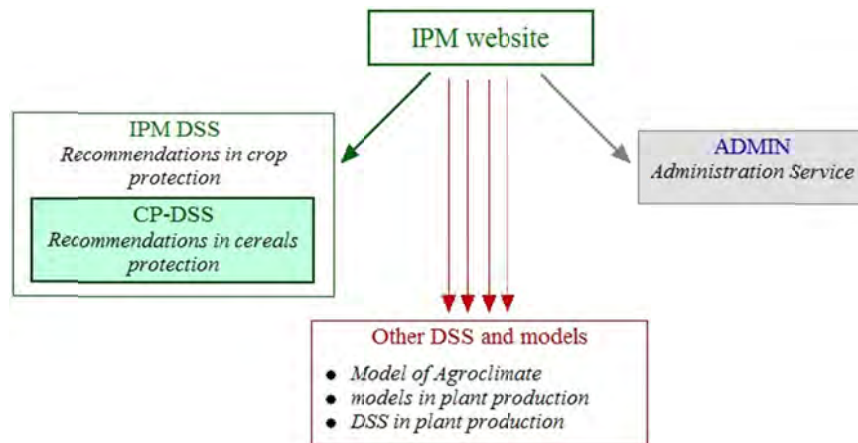 IPM website
IPM DSS
Recommendations in crop
protection
CP-DSS
Recommendations in cereals
protection
ADMIN
Administration Service
Other DSS and models
● Model of Agroclimate
● models in plant production
● DSS in plant production